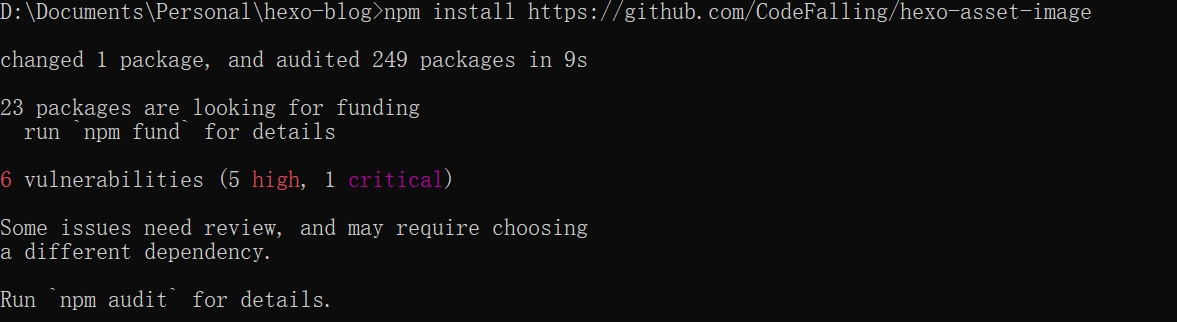 D:\Documents\Personal\hexo-blog>npm install https://github.com/CodeFalling/hexo-asset-image
changed 1 package, and audited 249 packages in 9s
23 packages are looking for funding
  run `npm fund` for details
6 vulnerabilities (5 high, 1 critical)
Some issues need review, and may require choosing
a different dependency.
Run `npm audit` for details.